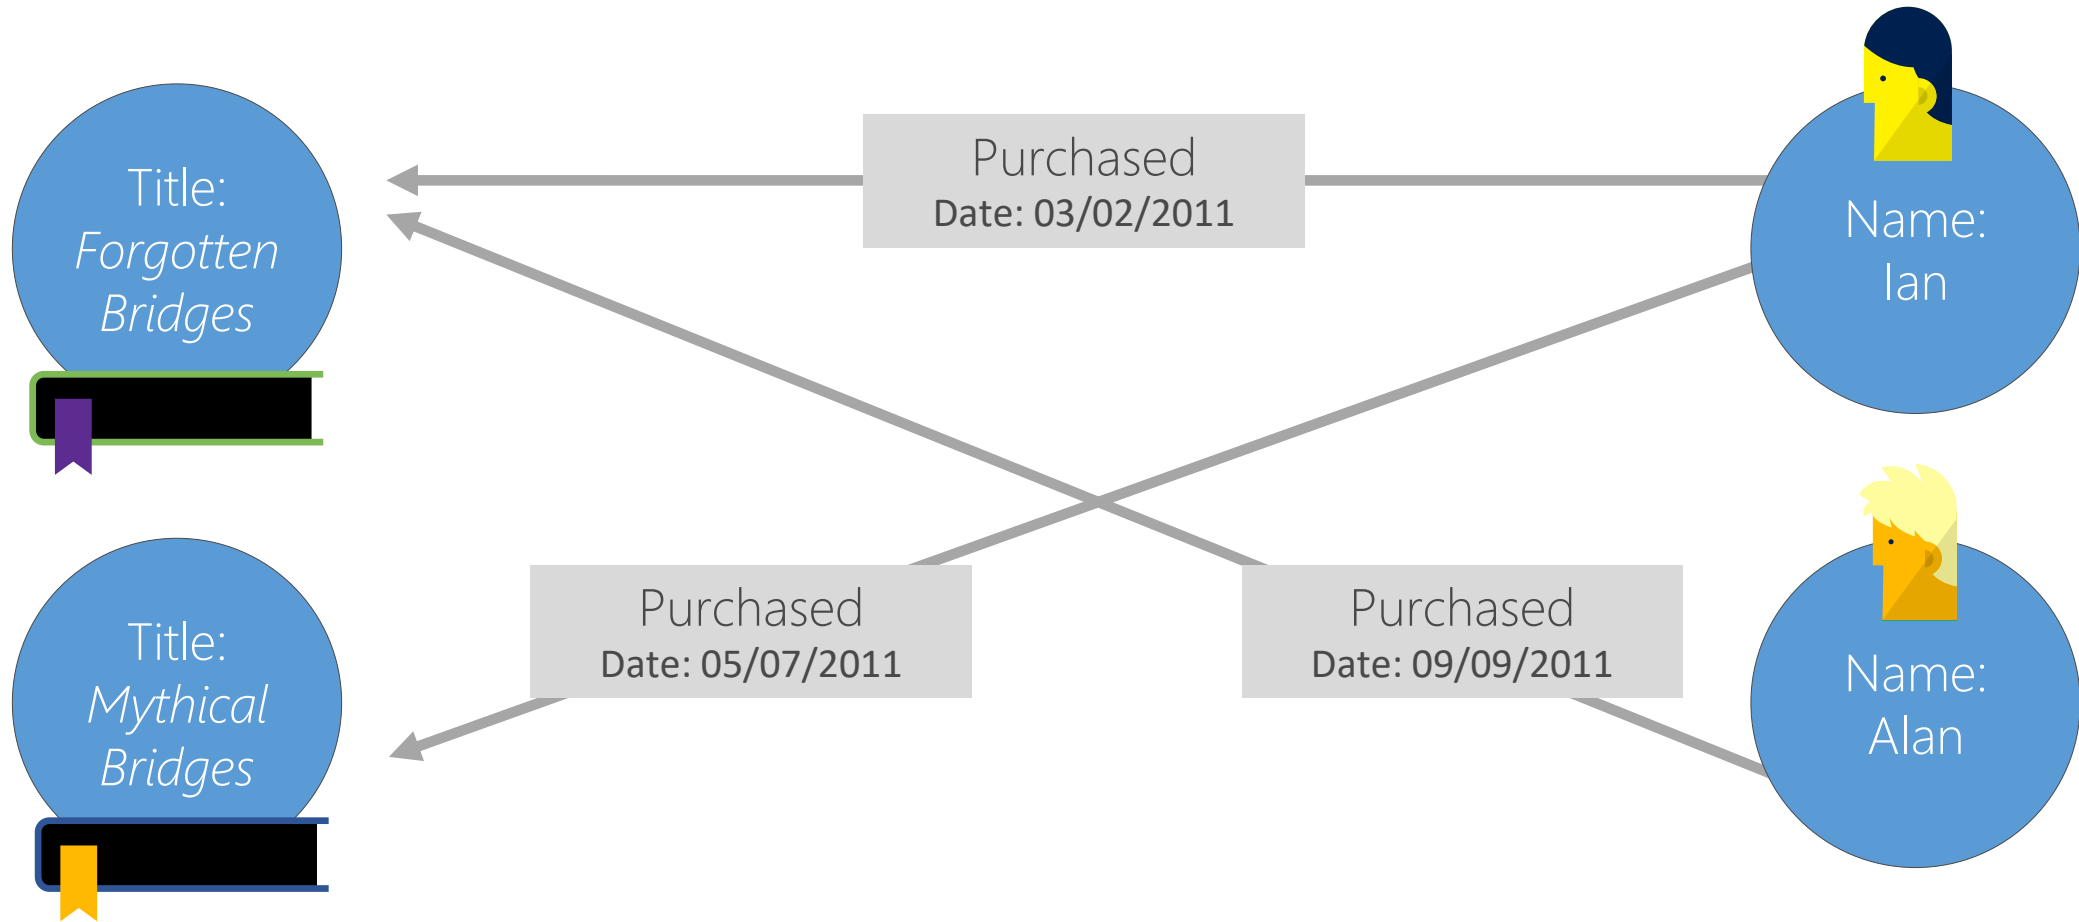 Title:
Forgotten
Bridges
Purchased
Date: 03/02/2011
Name:
Ian
Title:
Mythical
Bridges
Purchased
Date: 05/07/2011
Purchased
Date: 09/09/2011
Name:
Alan